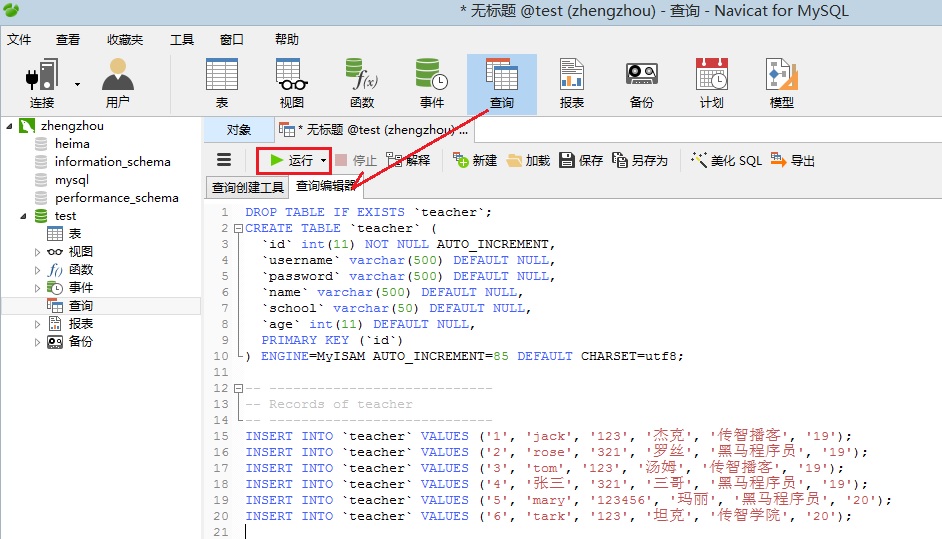 * 无标题 @test (zhengzhou) - 查询 - Navicat for MySQL
文件 查看 收藏夹 工具 窗口 帮助
连接 用户 表 视图 函数 事件 查询 报表 备份 计划 模型
zhengzhou
heima
information_schema
mysql
performance_schema
test
表
视图
函数
事件
查询
报表
备份
对象 * 无标题 @test (zhengzhou) ...
运行 停止 解释 新建 加载 保存 另存为 美化 SQL 导出
查询创建工具 查询编辑器
1 DROP TABLE IF EXISTS `teacher`;
2 CREATE TABLE `teacher` (
3 `id` int(11) NOT NULL AUTO_INCREMENT,
4 `username` varchar(500) DEFAULT NULL,
5 `password` varchar(500) DEFAULT NULL,
6 `name` varchar(500) DEFAULT NULL,
7 `school` varchar(50) DEFAULT NULL,
8 `age` int(11) DEFAULT NULL,
9 PRIMARY KEY (`id`)
10 ) ENGINE=MyISAM AUTO_INCREMENT=85 DEFAULT CHARSET=utf8;
11
12 -- ----------------------------
13 -- Records of teacher
14 -- ----------------------------
15 INSERT INTO `teacher` VALUES ('1', 'jack', '123', '杰克', '传智播客', '19');
16 INSERT INTO `teacher` VALUES ('2', 'rose', '321', '罗丝', '黑马程序员', '19');
17 INSERT INTO `teacher` VALUES ('3', 'tom', '123', '汤姆', '传智播客', '19');
18 INSERT INTO `teacher` VALUES ('4', '张三', '321', '三哥', '黑马程序员', '19');
19 INSERT INTO `teacher` VALUES ('5', 'mary', '123456', '玛丽', '黑马程序员', '20');
20 INSERT INTO `teacher` VALUES ('6', 'tark', '123', '坦克', '传智学院', '20');
21